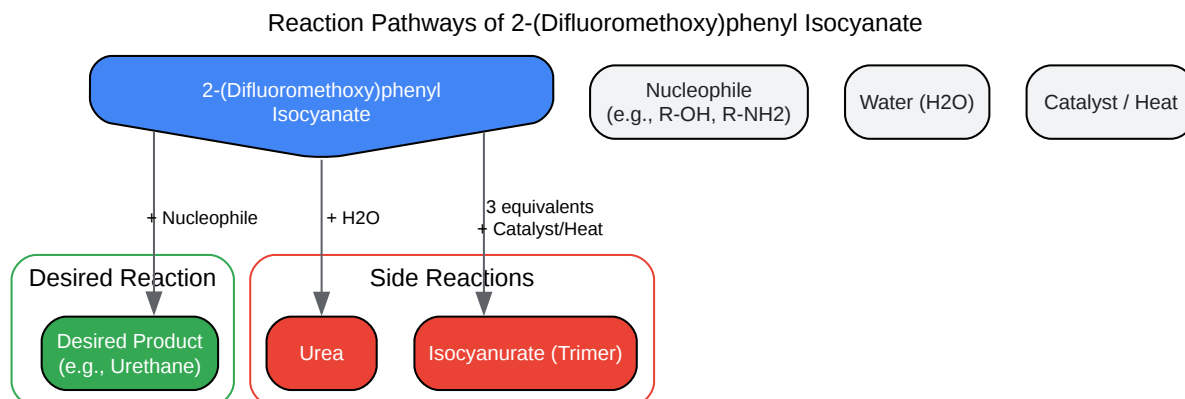 Reaction Pathways of 2-(Difluoromethoxy)phenyl Isocyanate
2-(Difluoromethoxy)phenyl
Isocyanate
Nucleophile
(e.g., R-OH, R-NH2)
Water (H2O)
Catalyst / Heat
+ Nucleophile
+ H2O
3 equivalents
+ Catalyst/Heat
Desired Reaction
Side Reactions
Desired Product
(e.g., Urethane)
Urea
Isocyanurate (Trimer)